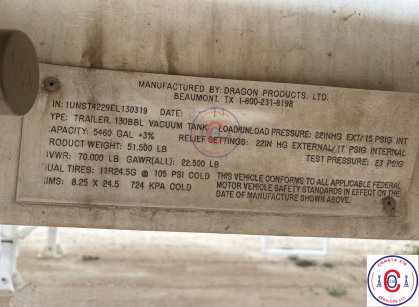 MANUFACTURED BY: DRAGON PRODUCTS, LTD.
BEAUMONT, TX 1-800-231-8198
IN: 1UNST4229EL130319 DATE:
YPE: TRAILER, 130BBL VACUUM TANK LOAD/UNLOAD PRESSURE: 22INHG EXT/15 PSIG INT
APACITY: 5460 GAL +3% RELIEF SETTINGS: 22IN HG EXTERNAL/17 PSIG INTERNAL
RODUCT WEIGHT: 51,500 LB TEST PRESSURE: 23 PSIG
VWR: 70,000 LB GAWR(ALL): 22,500 LB
UAL TIRES: 11R24.5G @ 105 PSI COLD THIS VEHICLE CONFORMS TO ALL APPLICABLE FEDERAL
IMS: 8.25 X 24.5 724 KPA COLD MOTOR VEHICLE SAFETY STANDARDS IN EFFECT ON THE
DATE OF MANUFACTURE SHOWN ABOVE.
SERVICES LLC